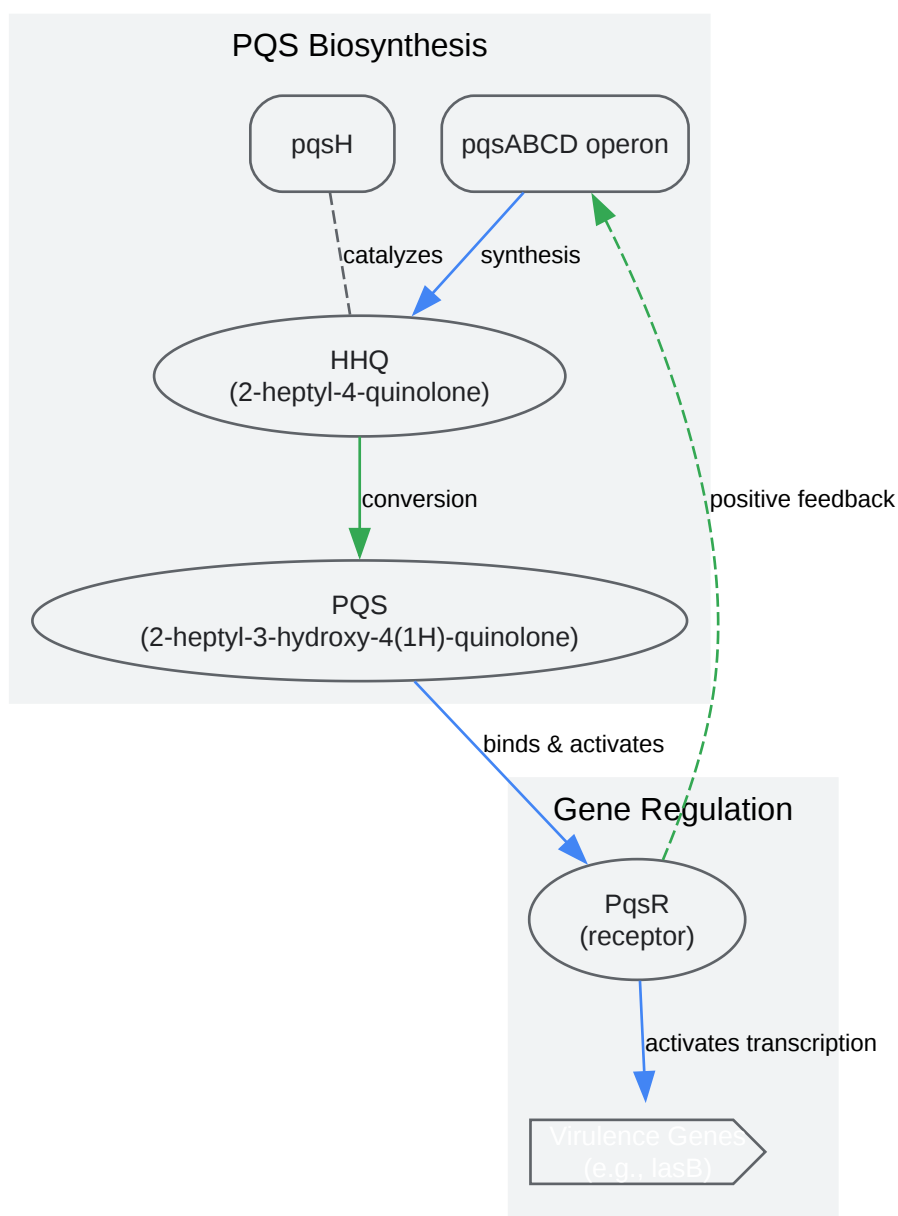 PQS Biosynthesis
pqsH
pqsABCD operon
catalyzes
synthesis
HHQ
(2-heptyl-4-quinolone)
conversion
positive feedback
PQS
(2-heptyl-3-hydroxy-4(1H)-quinolone)
binds & activates
Gene Regulation
PqsR
(receptor)
activates transcription
Virulence Genes
(e.g., lasB)